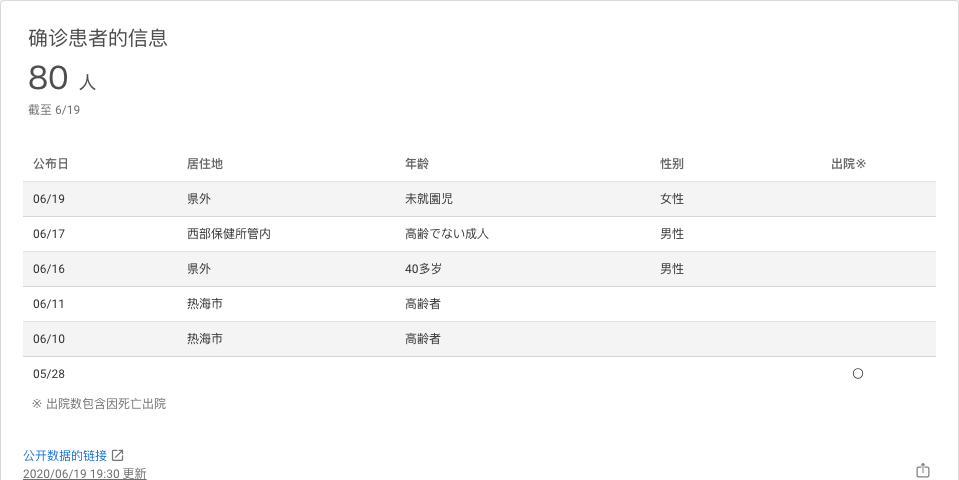 确诊患者的信息
80 人
截至 6/19
公布日 居住地 年龄 性别 出院※
06/19 県外 未就園児 女性
06/17 西部保健所管内 高齢でない成人 男性
06/16 県外 40多岁 男性
06/11 热海市 高齢者
06/10 热海市 高齢者
05/28 〇
※ 出院数包含因死亡出院
公开数据的链接
2020/06/19 19:30 更新